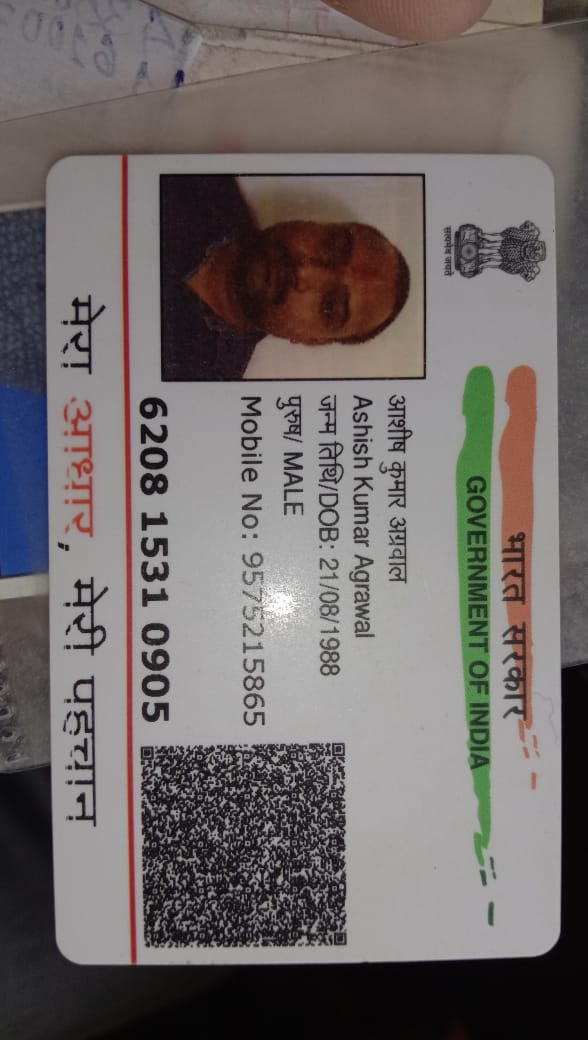 भारत सरकार
GOVERNMENT OF INDIA
सत्यमेव जयते
आशीष कुमार अग्रवाल
Ashish Kumar Agrawal
जन्म तिथि/DOB: 21/08/1988
पुरुष/ MALE
Mobile No: 9575215865
6208 1531 0905
मेरा आधार, मेरी पहचान